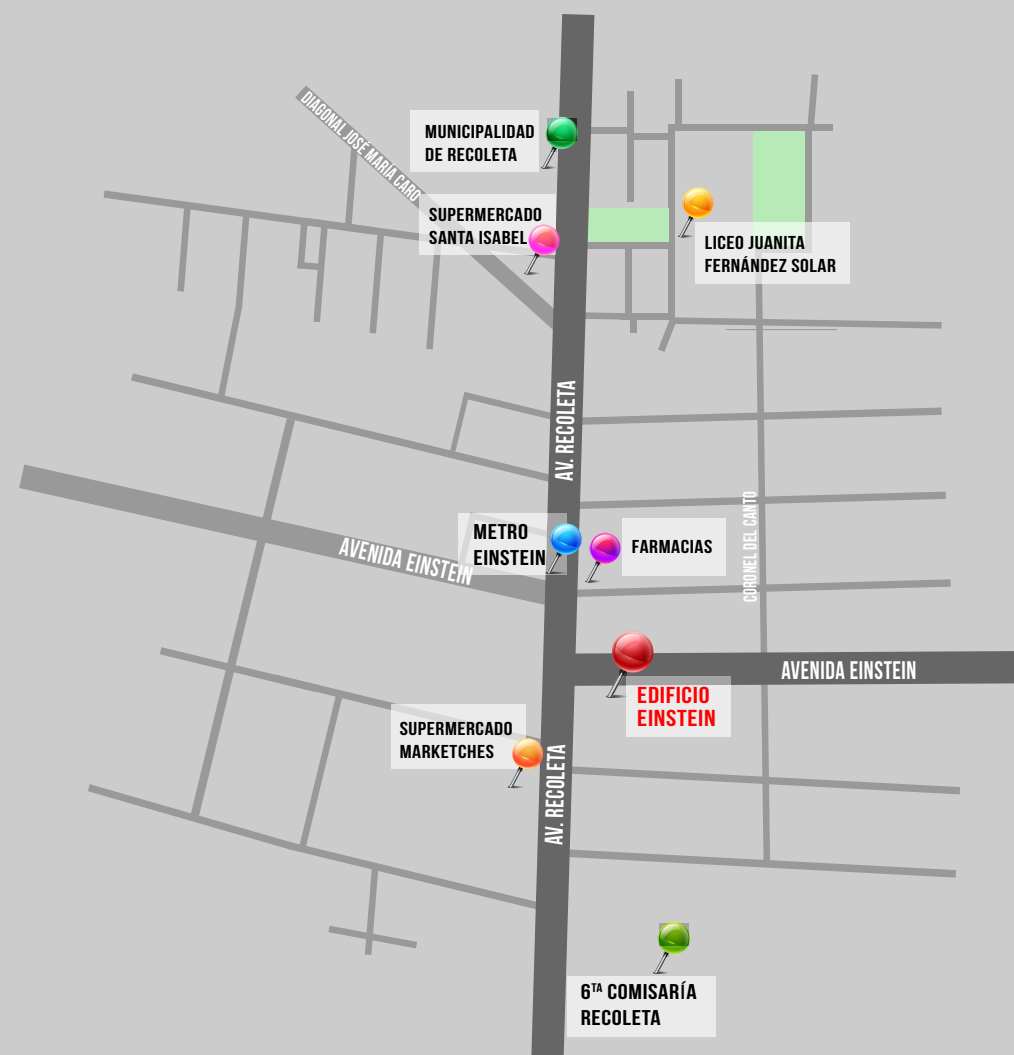 DIAGONAL JOSÉ MARÍA CARO
MUNICIPALIDAD
DE RECOLETA
SUPERMERCADO
SANTA ISABEL
LICEO JUANITA
FERNÁNDEZ SOLAR
AV. RECOLETA
CORONEL DEL CANTO
METRO
EINSTEIN
FARMACIAS
AVENIDA EINSTEIN
AVENIDA EINSTEIN
EDIFICIO
EINSTEIN
SUPERMERCADO
MARKETCHES
AV. RECOLETA
6TA COMISARÍA
RECOLETA